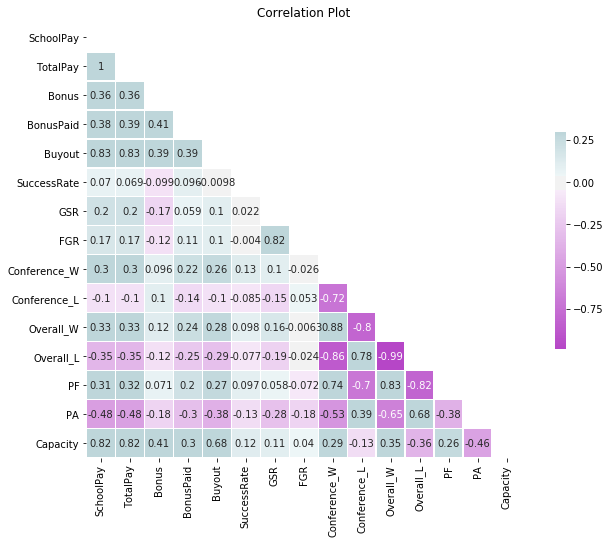 Correlation Plot
SchoolPay
TotalPay 1
Bonus 0.36 0.36
BonusPaid 0.38 0.39 0.41
Buyout 0.83 0.83 0.39 0.39
SuccessRate 0.07 0.069 -0.099 0.096 -0.0098
GSR 0.2 0.2 -0.17 0.059 0.1 0.022
FGR 0.17 0.17 -0.12 0.11 0.1 -0.004 0.82
Conference_W 0.3 0.3 0.096 0.22 0.26 0.13 0.1 -0.026
Conference_L -0.1 -0.1 0.1 -0.14 -0.1 -0.085 -0.15 0.053 -0.72
Overall_W 0.33 0.33 0.12 0.24 0.28 0.098 0.16 -0.0063 0.88 -0.8
Overall_L -0.35 -0.35 -0.12 -0.25 -0.29 -0.077 -0.19 -0.024 -0.86 0.78 -0.99
PF 0.31 0.32 0.071 0.2 0.27 0.097 0.058 -0.072 0.74 -0.7 0.83 -0.82
PA -0.48 -0.48 -0.18 -0.3 -0.38 -0.13 -0.28 -0.18 -0.53 0.39 -0.65 0.68 -0.38
Capacity 0.82 0.82 0.41 0.3 0.68 0.12 0.11 0.04 0.29 -0.13 0.35 -0.36 0.26 -0.46
SchoolPay TotalPay Bonus BonusPaid Buyout SuccessRate GSR FGR Conference_W Conference_L Overall_W Overall_L PF PA Capacity
0.25
0.00
-0.25
-0.50
-0.75